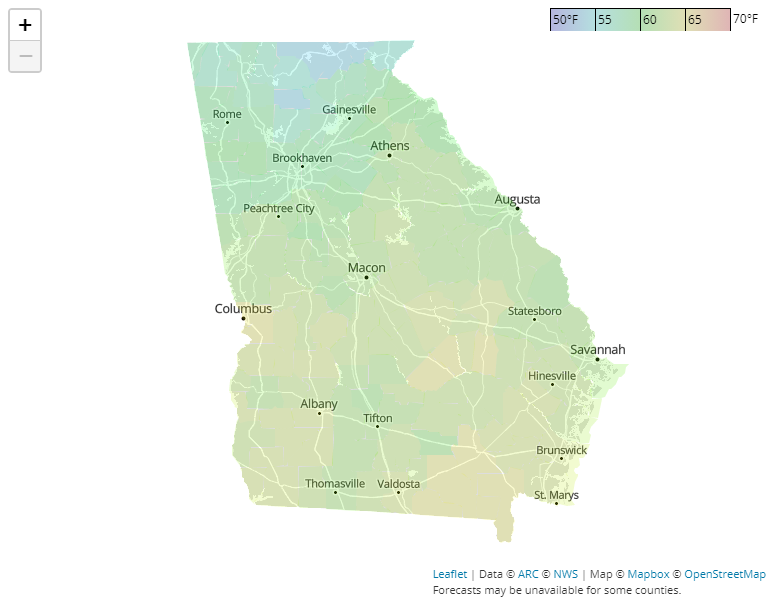 +
−
50°F 55 60 65 70°F
Rome
Gainesville
Brookhaven
Athens
Peachtree City
Augusta
Macon
Columbus
Statesboro
Savannah
Hinesville
Albany
Tifton
Brunswick
Thomasville
Valdosta
St. Marys
Leaflet | Data © ARC © NWS | Map © Mapbox © OpenStreetMap
Forecasts may be unavailable for some counties.